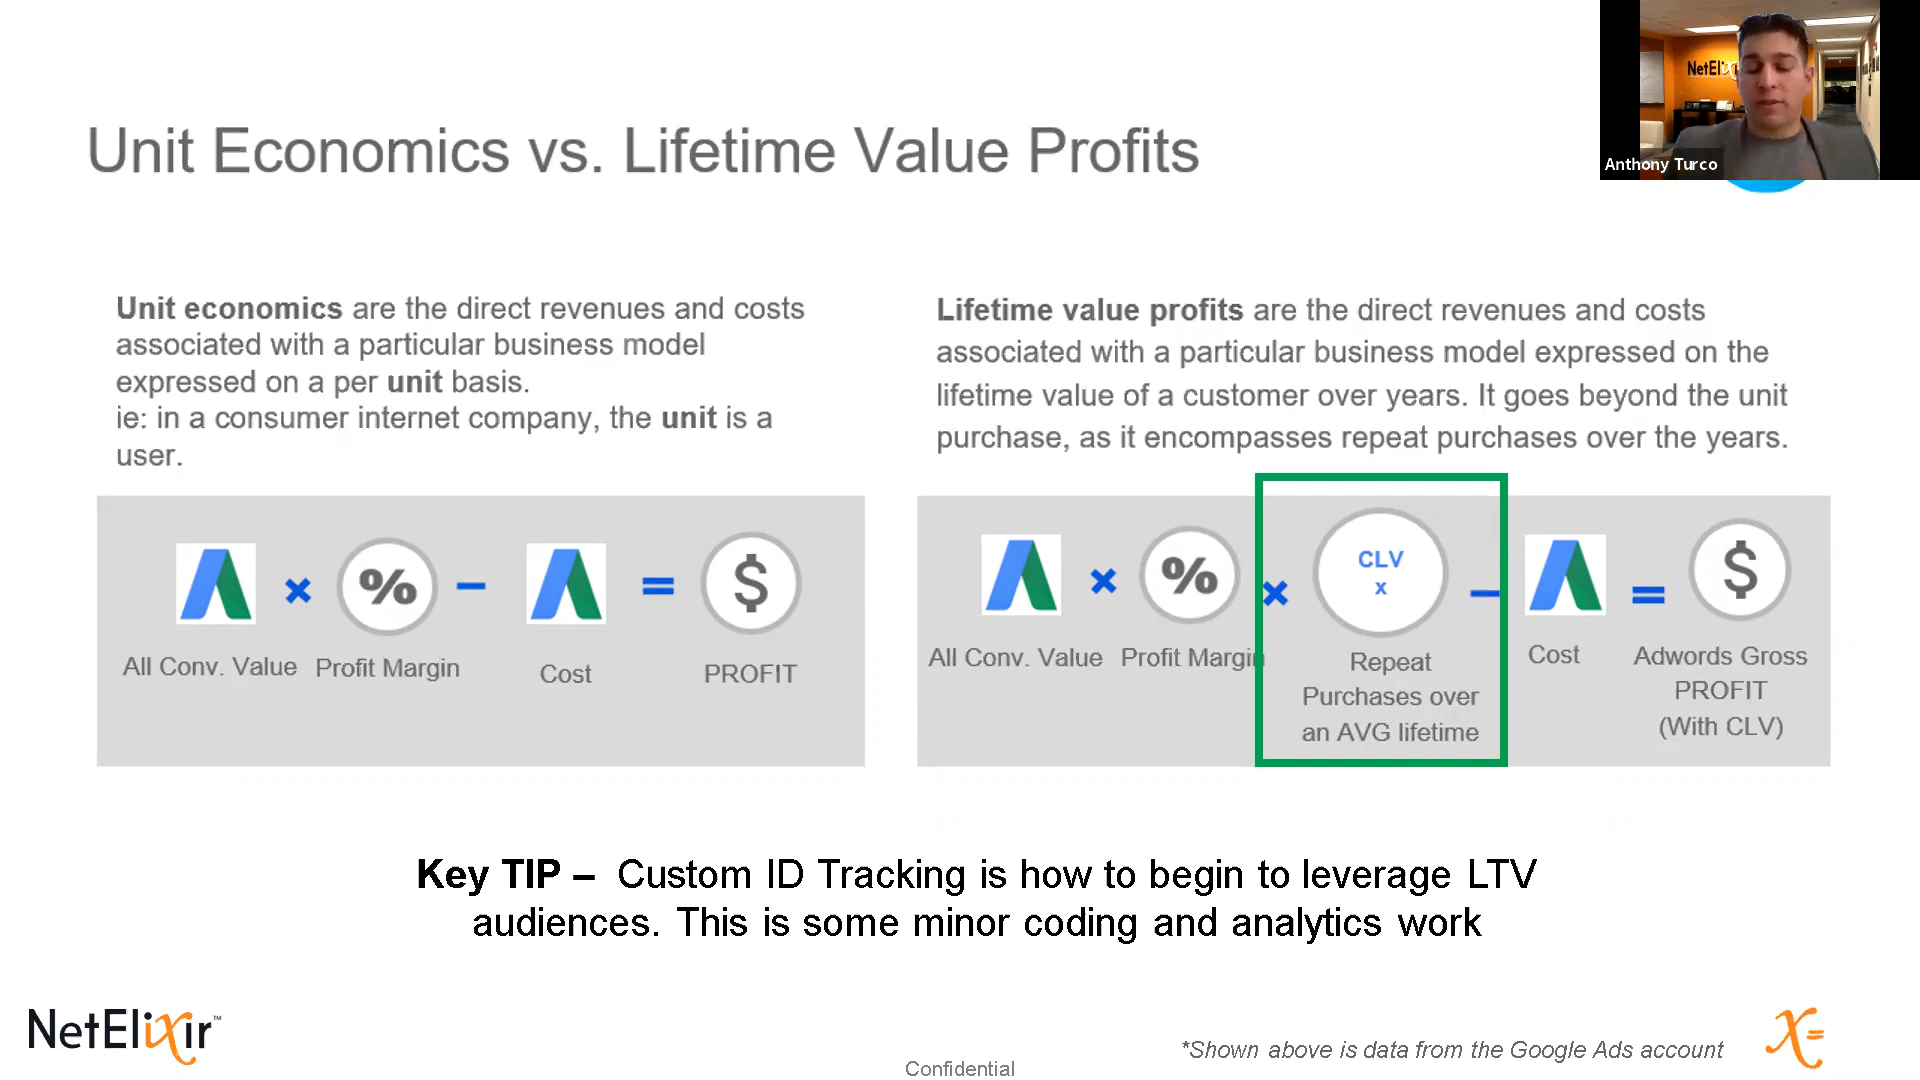 NetEli
Anthony Turco
Unit Economics vs. Lifetime Value Profits
Unit economics are the direct revenues and costs
associated with a particular business model
expressed on a per unit basis.
ie: in a consumer internet company, the unit is a
user.
Lifetime value profits are the direct revenues and costs
associated with a particular business model expressed on the
lifetime value of a customer over years. It goes beyond the unit
purchase, as it encompasses repeat purchases over the years.
× % − = $
All Conv. Value Profit Margin Cost PROFIT
× % × CLV
x − = $
All Conv. Value Profit Margin
Repeat
Purchases over
an AVG lifetime
Cost
Adwords Gross
PROFIT
(With CLV)
Key TIP – Custom ID Tracking is how to begin to leverage LTV
audiences. This is some minor coding and analytics work
NetElixir™
Confidential
*Shown above is data from the Google Ads account
X=